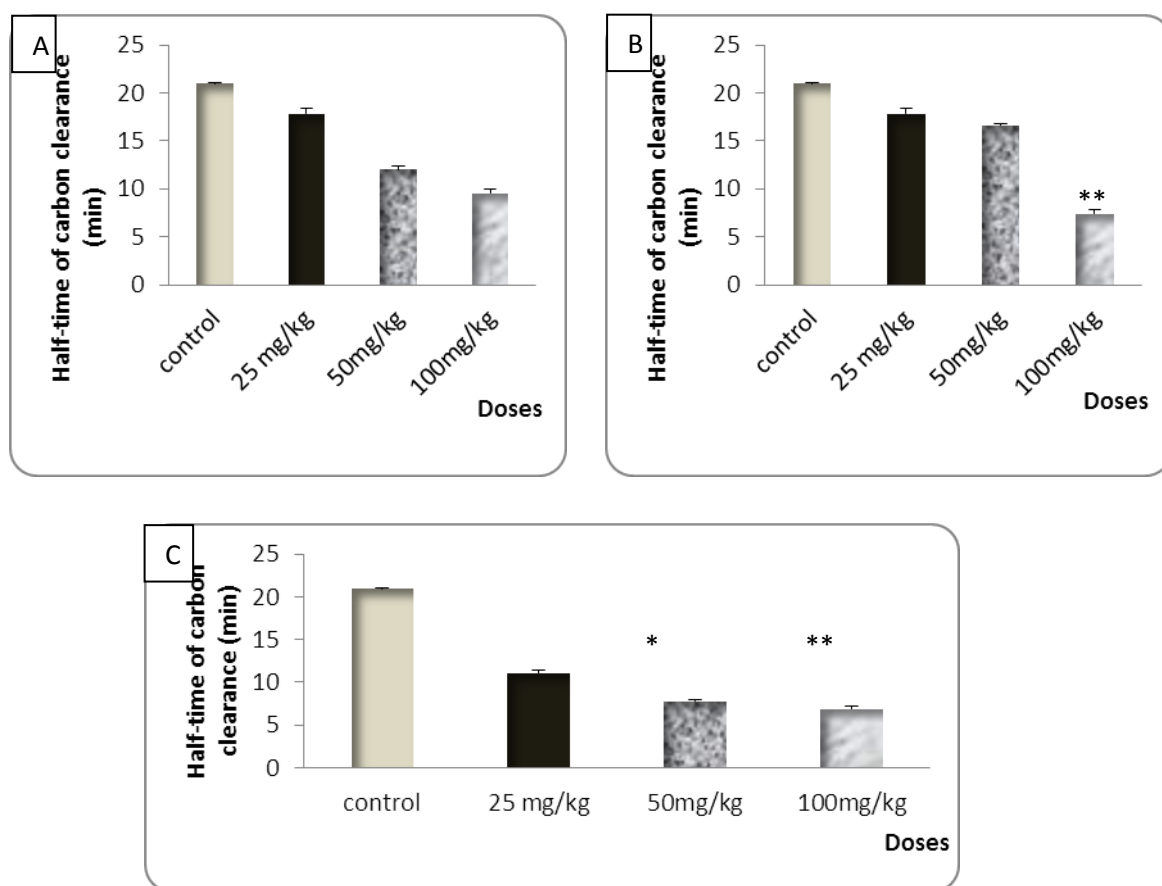 A
Half-time of carbon clearance
(min)
25
20
15
10
5
0
control
25 mg/kg
50mg/kg
100mg/kg
Doses
B
Half-time of carbon clearance
(min)
25
20
15
10
5
0
**
control
25 mg/kg
50mg/kg
100mg/kg
Doses
C
Half-time of carbon
clearance (min)
25
20
15
10
5
0
*
**
control
25 mg/kg
50mg/kg
100mg/kg
Doses